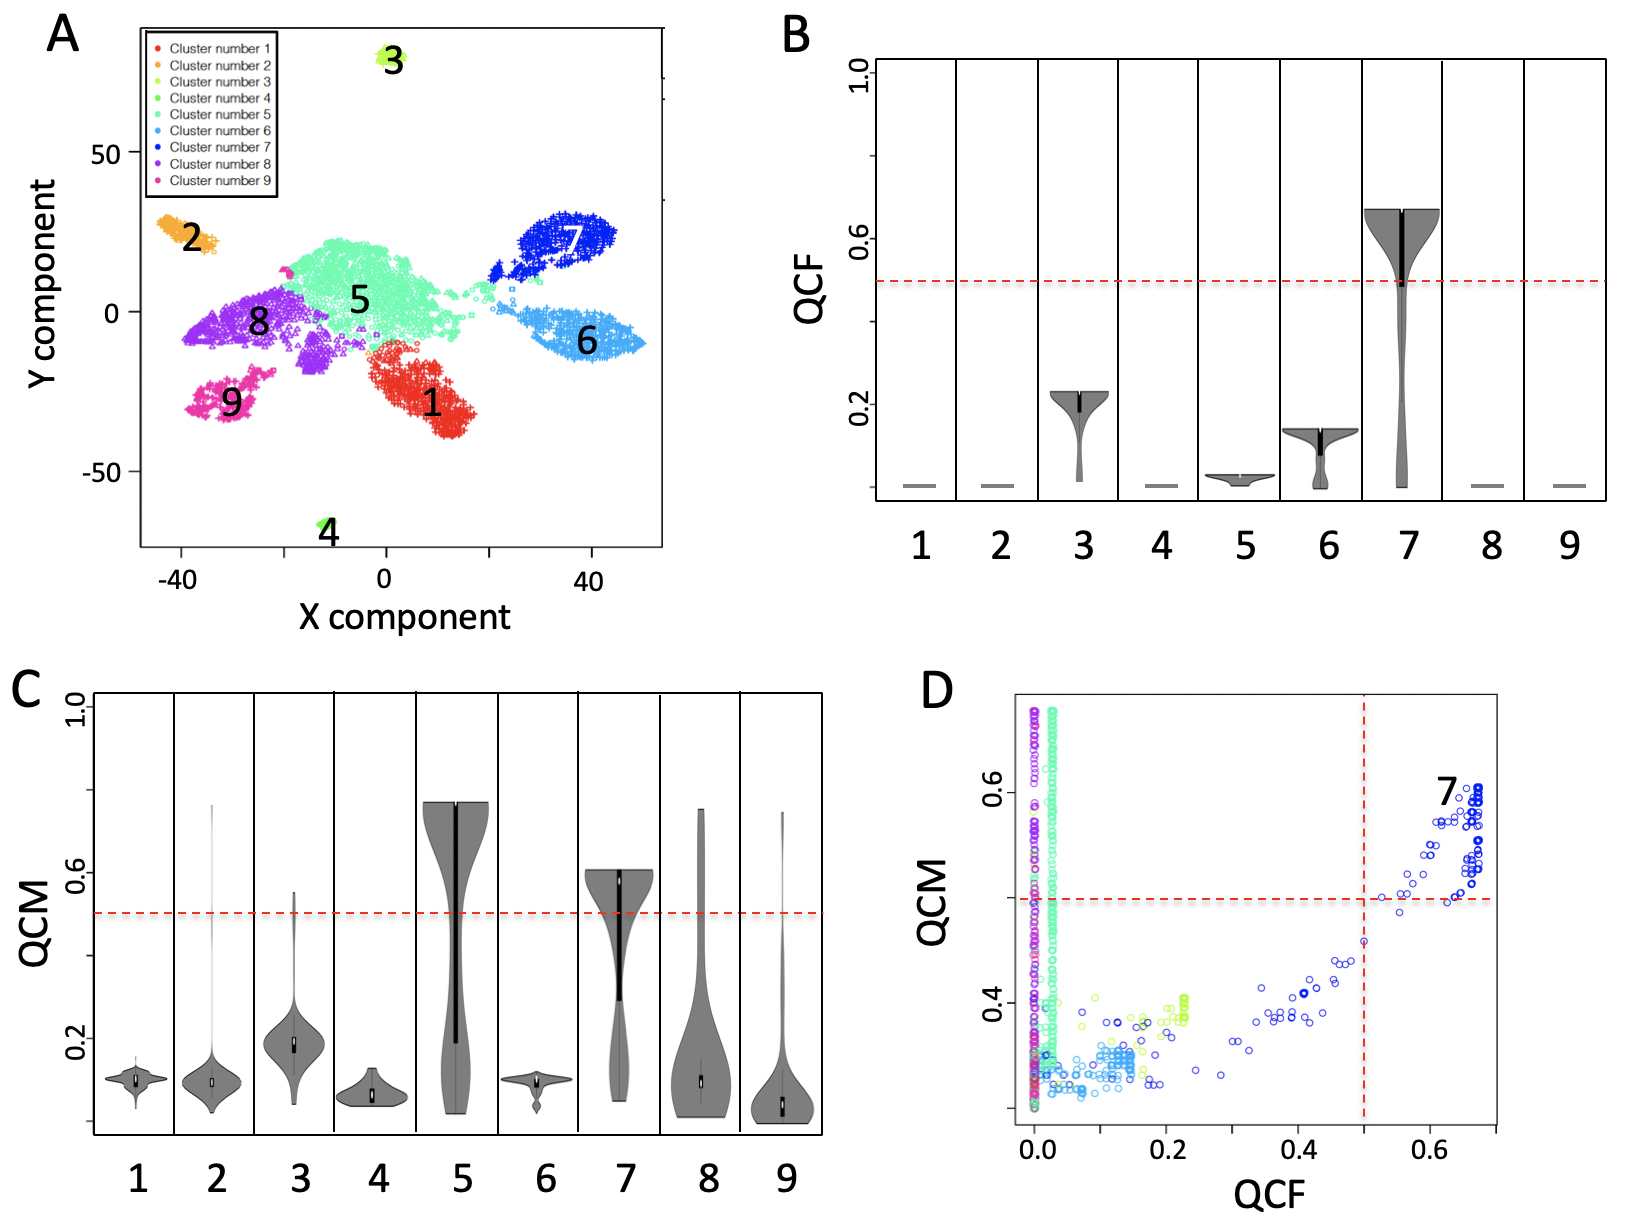 A
Cluster number 1
Cluster number 2
Cluster number 3
Cluster number 4
Cluster number 5
Cluster number 6
Cluster number 7
Cluster number 8
Cluster number 9
3
2
7
5
8
6
9
1
4
50
0
-50
Y component
-40
0
40
X component
B
1.0
0.6
0.2
QCF
1 2 3 4 5 6 7 8 9
C
1.0
0.6
0.2
QCM
1 2 3 4 5 6 7 8 9
D
7
0.6
0.4
QCM
0.0 0.2 0.4 0.6
QCF